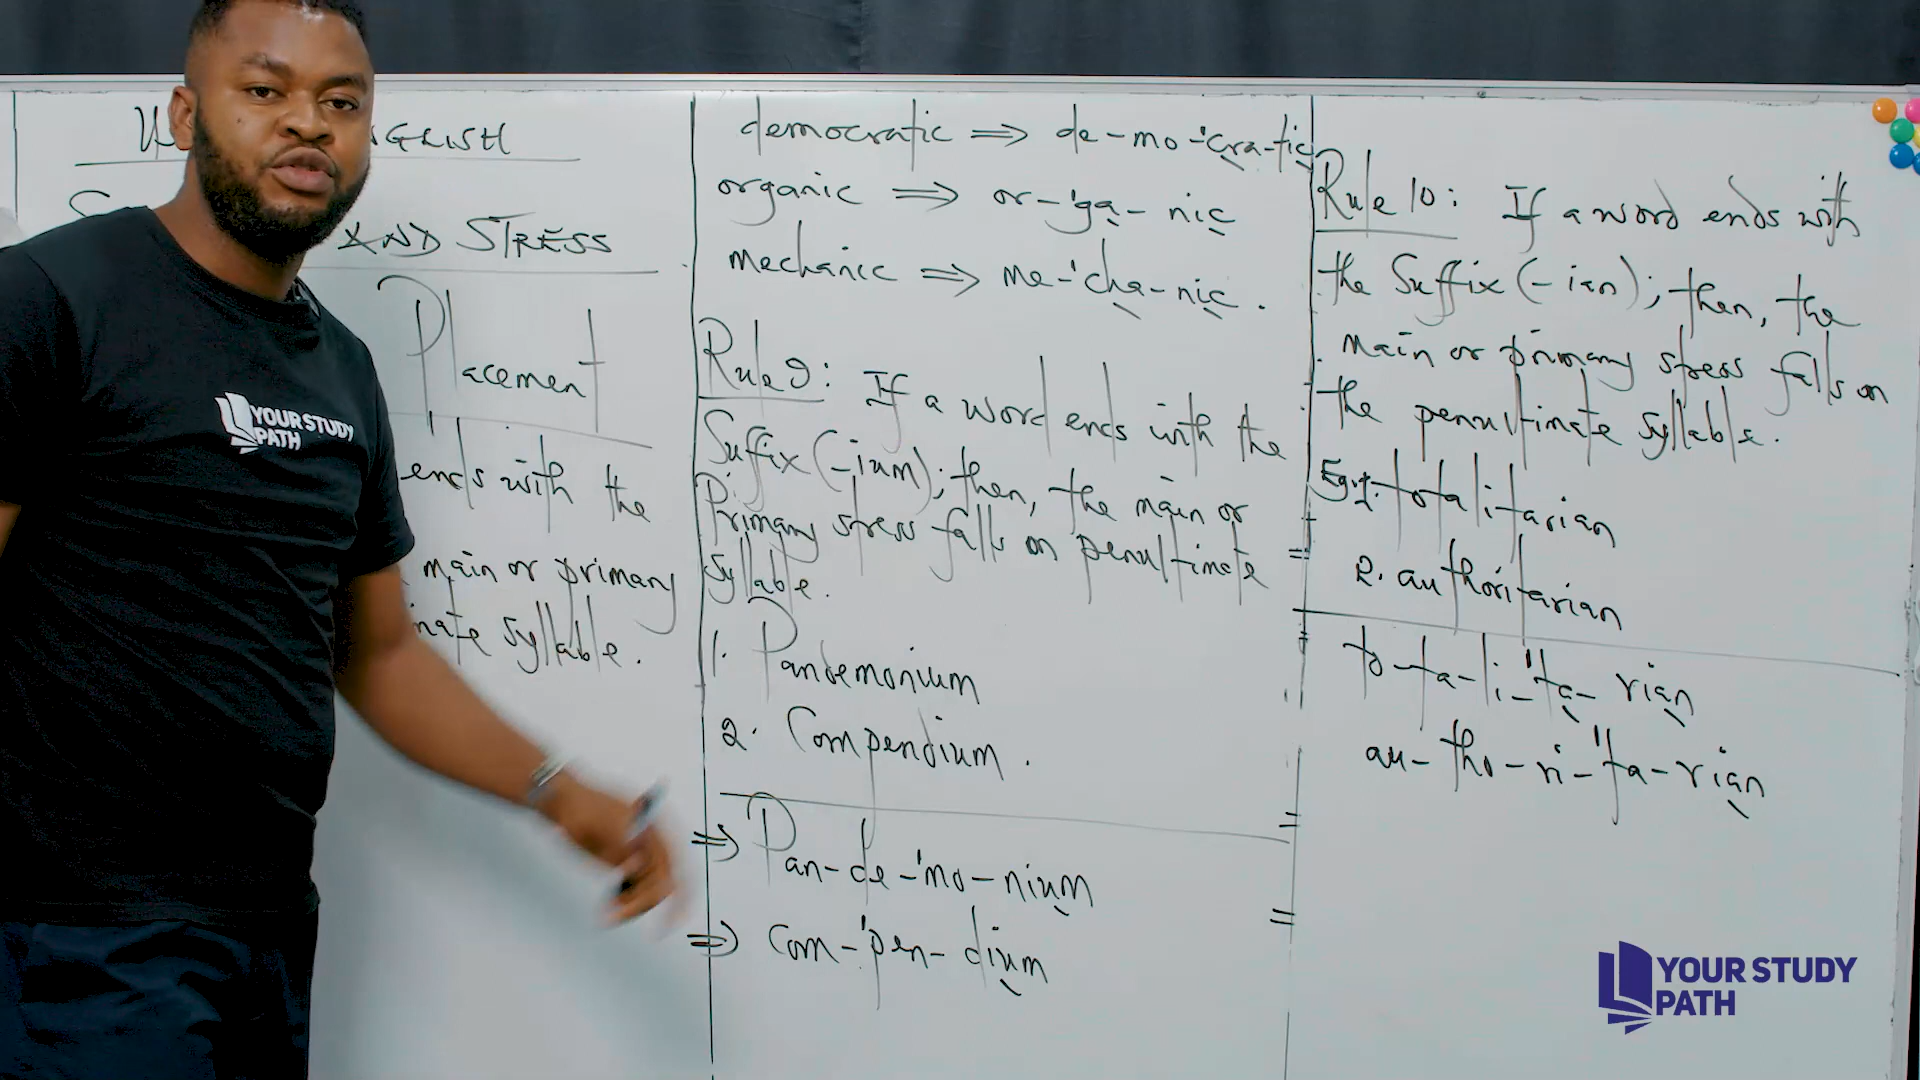 ENGLISH
AND STRESS
Placement
ends with the
main or primary
syllable.
democratic ⇒ de-mo-'cra-tic
organic ⇒ or-'ga-nic
mechanic ⇒ me-'cha-nic.
Rule 9: If a word ends with the
Suffix (-ium); then, the main or
Primary stress falls on penultimate
syllable.
1. Pandemonium
2. Compendium.
⇒ Pan-de-'mo-nium
⇒ Com-'pen-dium
Rule 10: If a word ends with
the Suffix (-ian); then, the
main or primary stress falls on
the penultimate syllable.
Eg. 1. totalitarian
2. authoritarian
to-ta-li-"ta-rian
au-tho-ri-"ta-rian
YOUR STUDY
PATH
YOUR STUDY
PATH